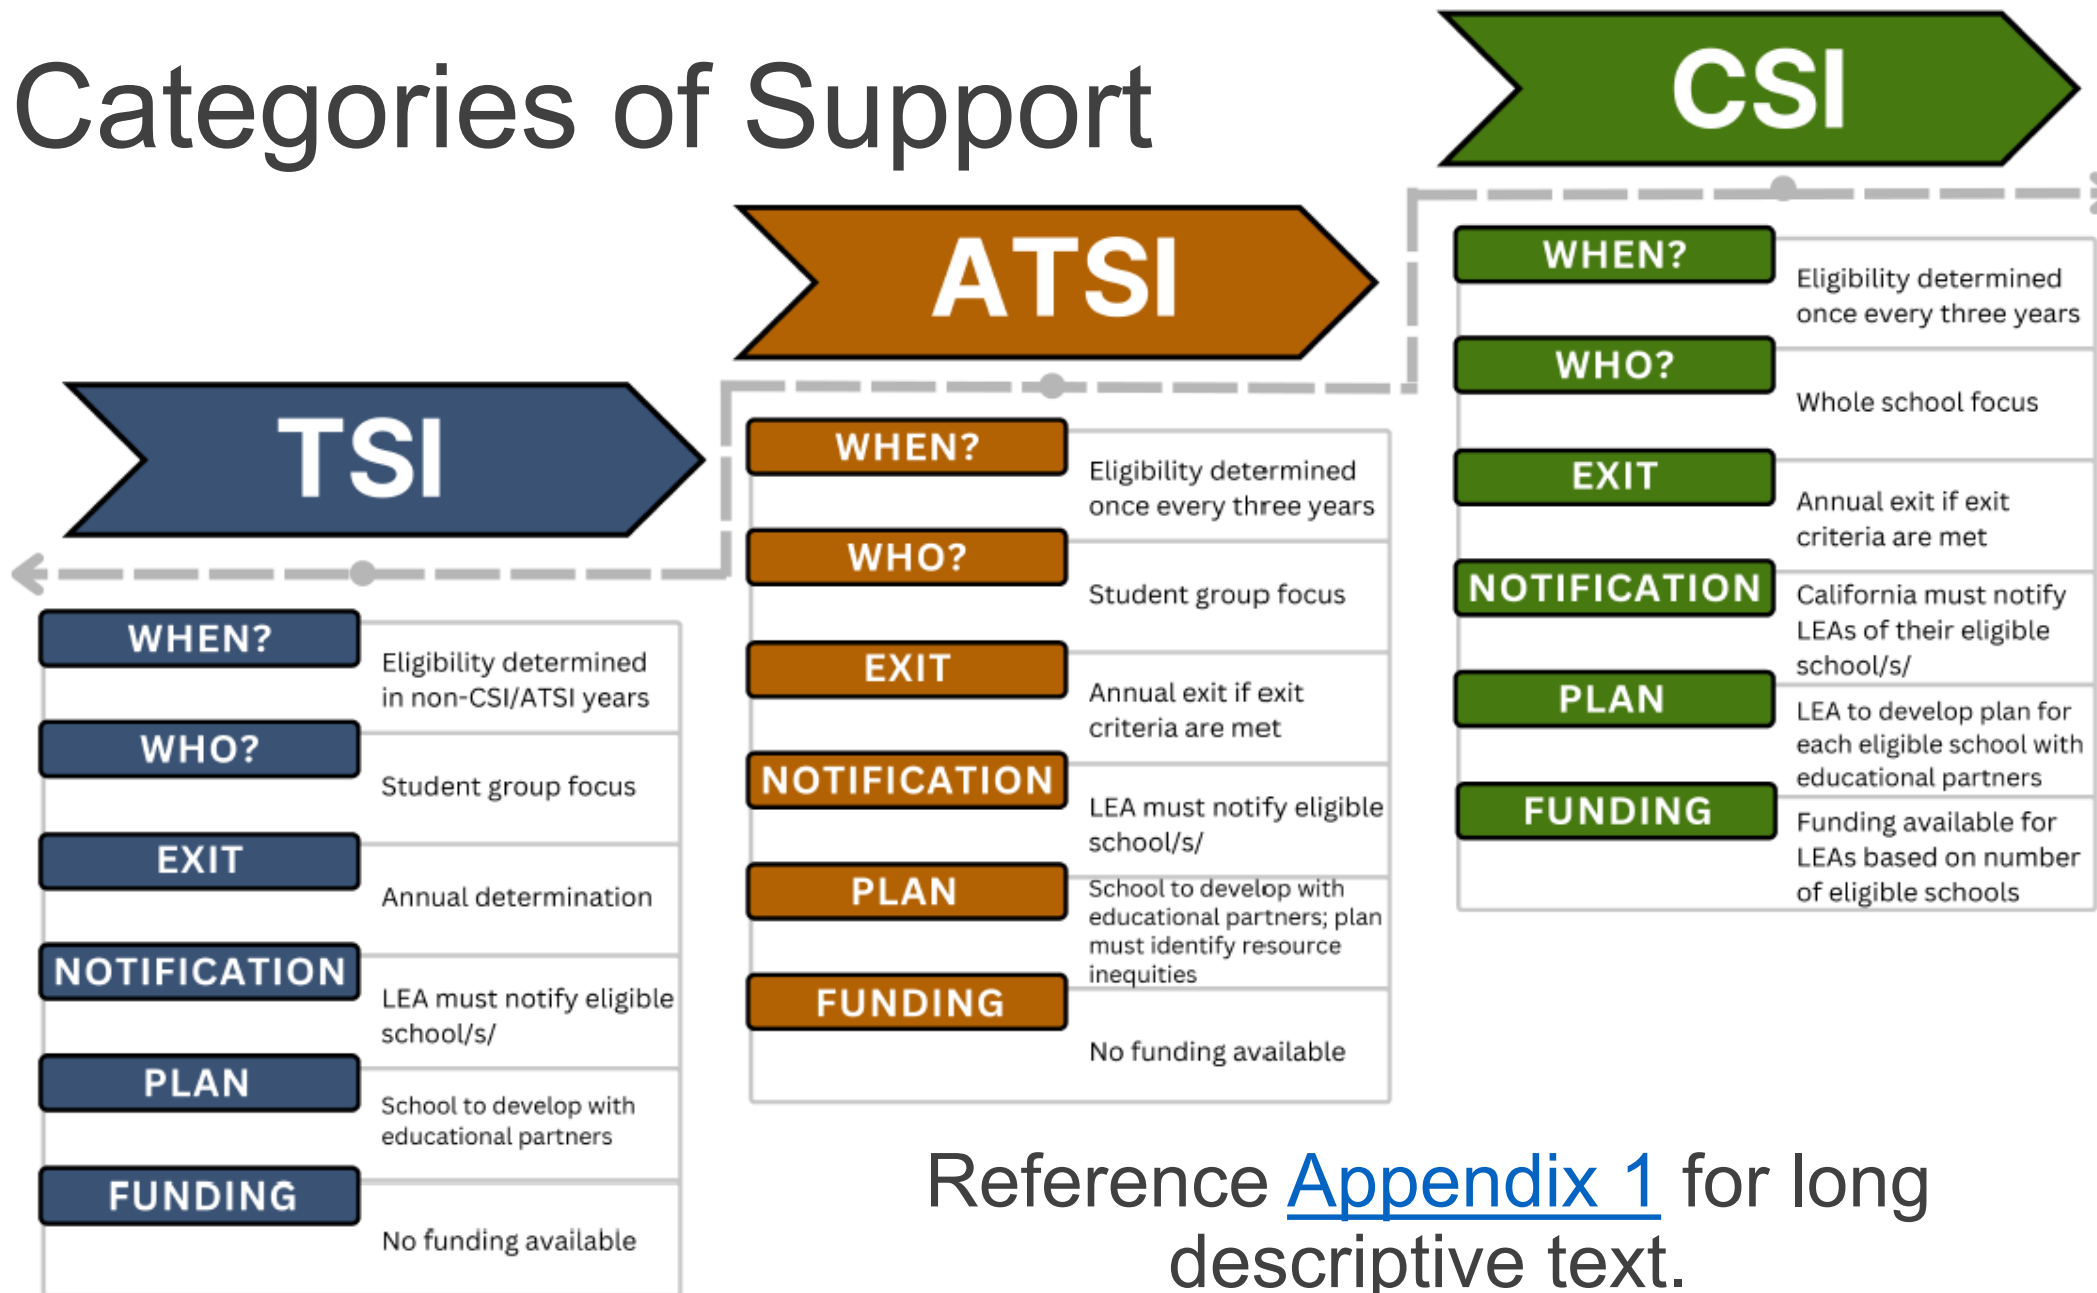 Categories of Support
TSI
WHEN?
Eligibility determined
in non-CSI/ATSI years
WHO?
Student group focus
EXIT
Annual determination
NOTIFICATION
LEA must notify eligible
school/s/
PLAN
School to develop with
educational partners
FUNDING
No funding available
ATSI
WHEN?
Eligibility determined
once every three years
WHO?
Student group focus
EXIT
Annual exit if exit
criteria are met
NOTIFICATION
LEA must notify eligible
school/s/
PLAN
School to develop with
educational partners; plan
must identify resource
inequities
FUNDING
No funding available
CSI
WHEN?
Eligibility determined
once every three years
WHO?
Whole school focus
EXIT
Annual exit if exit
criteria are met
NOTIFICATION
California must notify
LEAs of their eligible
school/s/
PLAN
LEA to develop plan for
each eligible school with
educational partners
FUNDING
Funding available for
LEAs based on number
of eligible schools
Reference Appendix 1 for long
descriptive text.